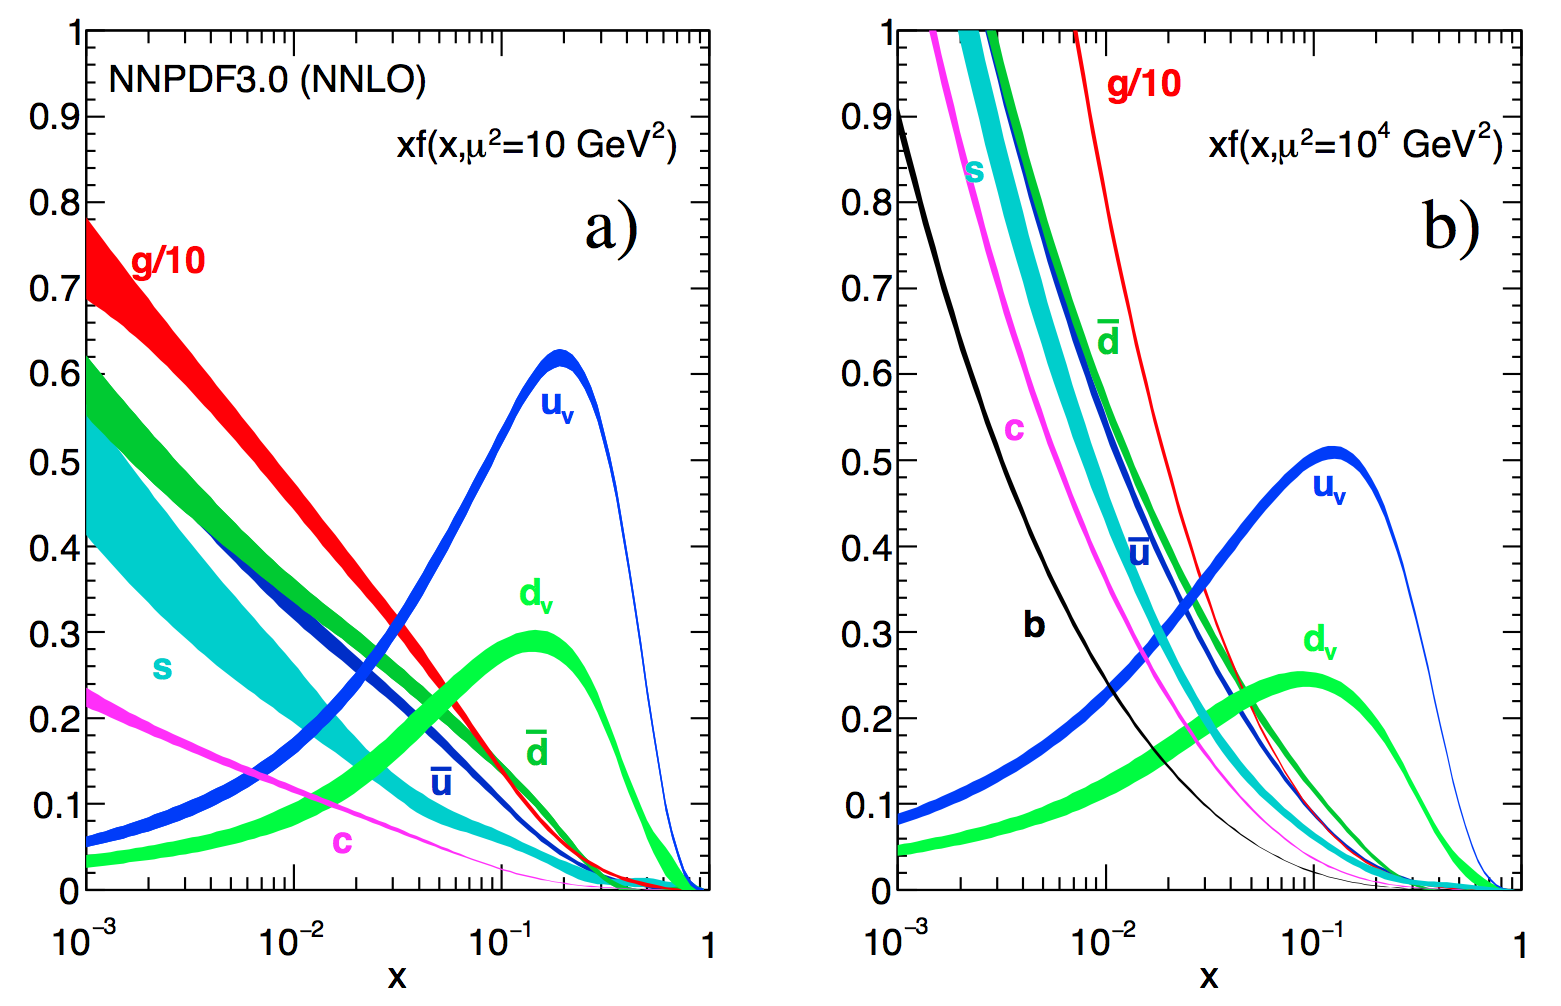 NNPDF3.0 (NNLO)
xf(x,μ²=10 GeV²)
a)
g/10
u_v
d_v
s
d̅
u̅
c
1
0.9
0.8
0.7
0.6
0.5
0.4
0.3
0.2
0.1
0
10⁻³
10⁻²
10⁻¹
1
x
g/10
xf(x,μ²=10⁴ GeV²)
s
b)
d̅
c
u_v
u̅
b
d_v
1
0.9
0.8
0.7
0.6
0.5
0.4
0.3
0.2
0.1
0
10⁻³
10⁻²
10⁻¹
1
x